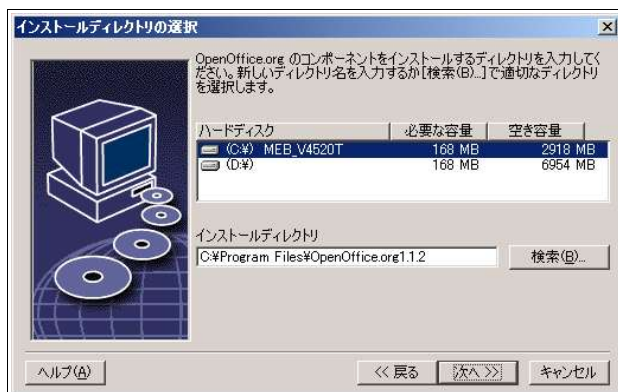 インストールディレクトリの選択
OpenOffice.org のコンポーネントをインストールするディレクトリを入力してく
ださい。新しいディレクトリ名を入力するか[検索(B)...]で適切なディレクトリ
を選択します。
ハードディスク 必要な容量 空き容量
(C:¥) MEB_V4520T 168 MB 2918 MB
(D:¥) 168 MB 6954 MB
インストールディレクトリ
C:¥Program Files¥OpenOffice.org1.1.2 検索(B)...
ヘルプ(A) << 戻る 次へ >> キャンセル